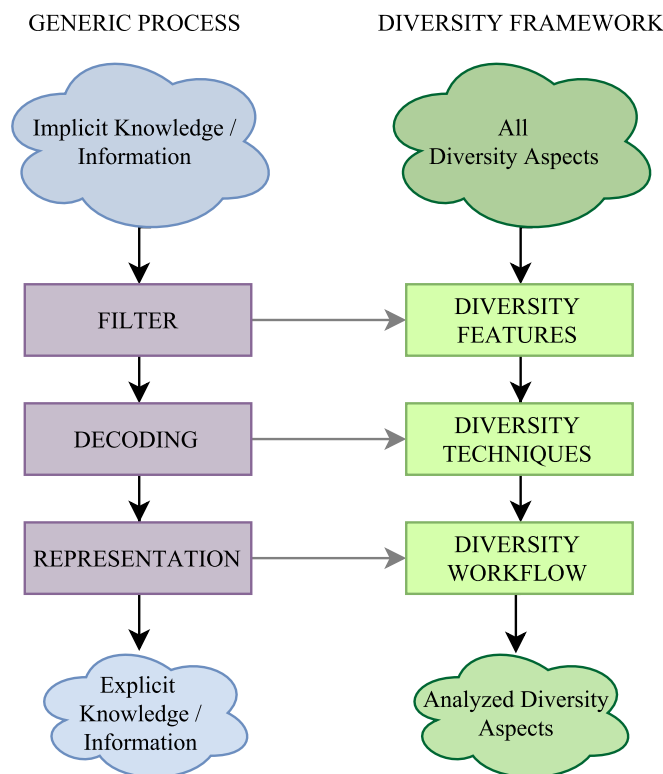 GENERIC PROCESS
DIVERSITY FRAMEWORK
Implicit Knowledge /
Information
All
Diversity Aspects
FILTER
DIVERSITY
FEATURES
DECODING
DIVERSITY
TECHNIQUES
REPRESENTATION
DIVERSITY
WORKFLOW
Explicit
Knowledge /
Information
Analyzed Diversity
Aspects